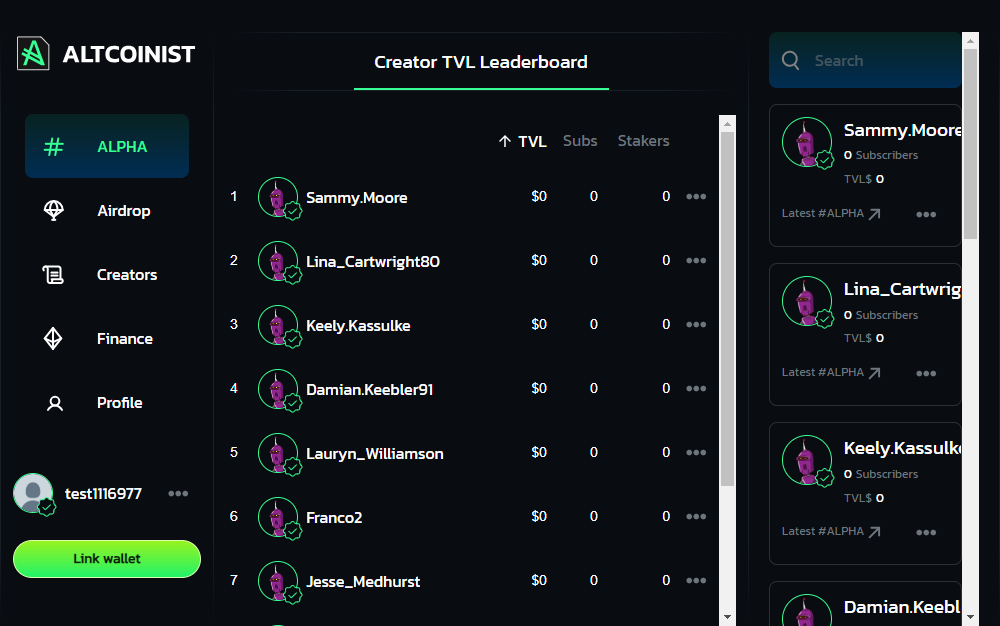 ALTCOINIST
ALPHA
Airdrop
Creators
Finance
Profile
test1116977
Link wallet
Creator TVL Leaderboard
TVL Subs Stakers
1 Sammy.Moore $0 0 0
2 Lina_Cartwright80 $0 0 0
3 Keely.Kassulke $0 0 0
4 Damian.Keebler91 $0 0 0
5 Lauryn_Williamson $0 0 0
6 Franco2 $0 0 0
7 Jesse_Medhurst $0 0 0
Search
Sammy.Moore
0 Subscribers
TVL$ 0
Latest #ALPHA
Lina_Cartwrig
0 Subscribers
TVL$ 0
Latest #ALPHA
Keely.Kassulk
0 Subscribers
TVL$ 0
Latest #ALPHA
Damian.Keebl